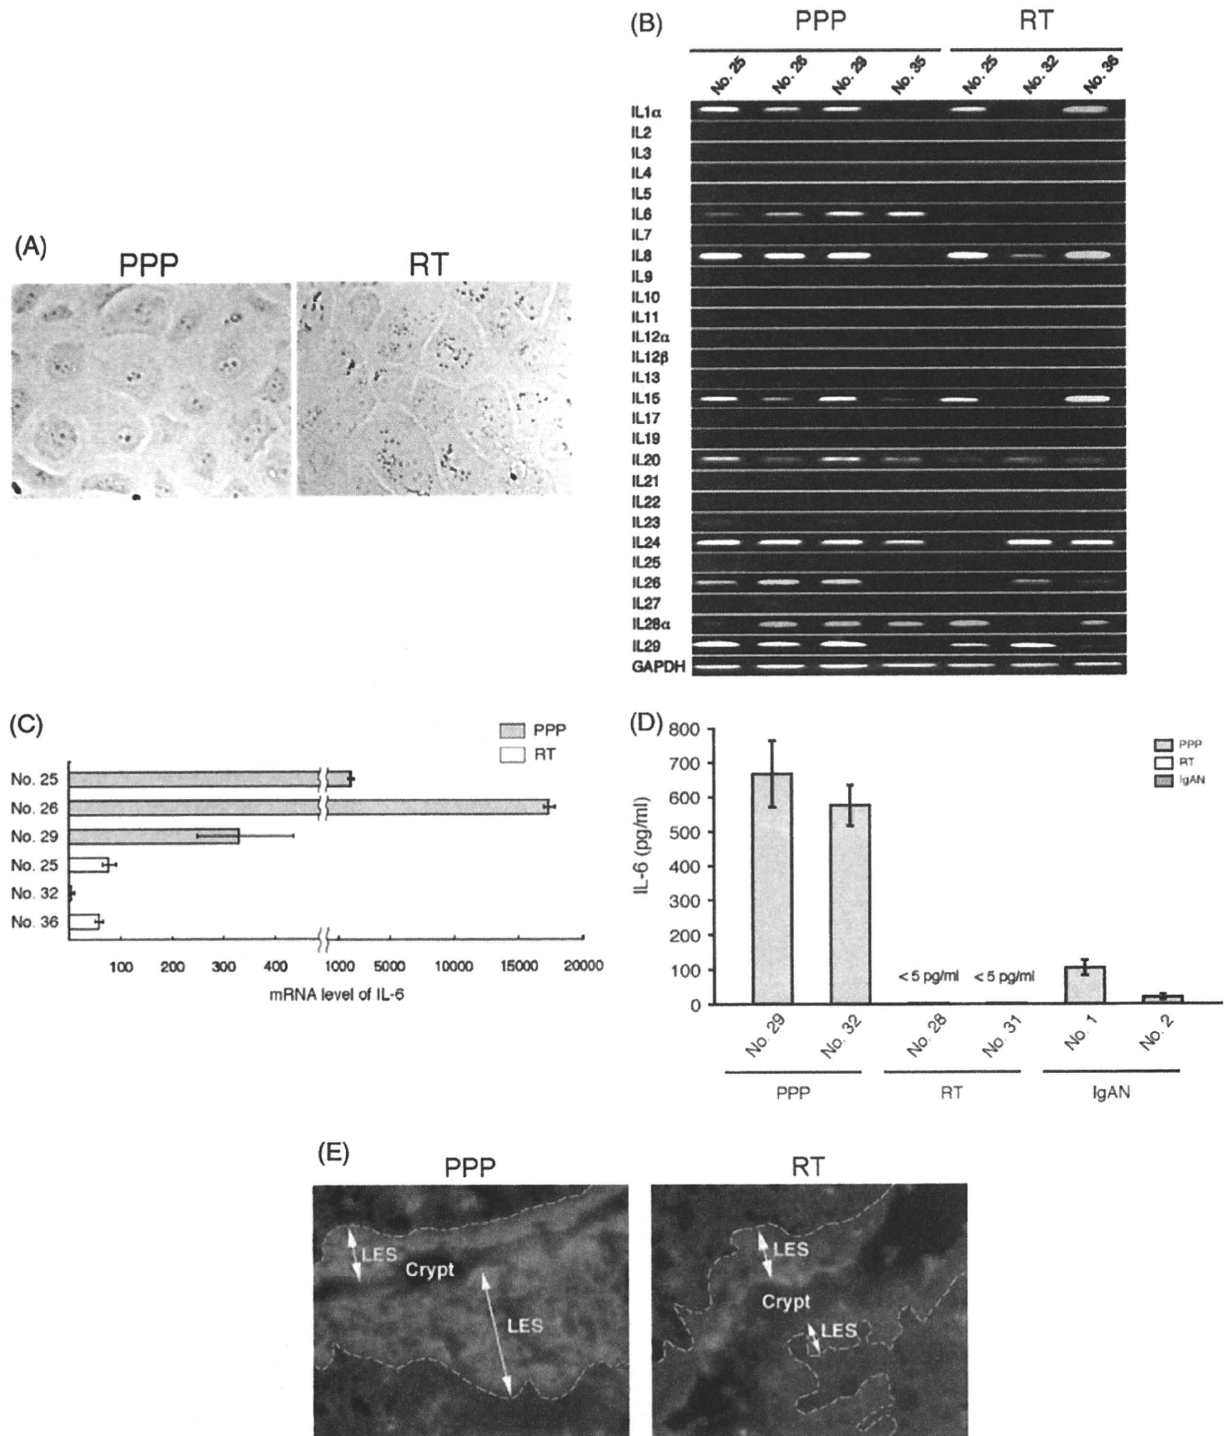 (A)
PPP RT
(B)
PPP RT
No. 25 No. 26 No. 29 No. 35 No. 25 No. 32 No. 36
IL1α
IL2
IL3
IL4
IL5
IL6
IL7
IL8
IL9
IL10
IL11
IL12α
IL12β
IL13
IL15
IL17
IL19
IL20
IL21
IL22
IL23
IL24
IL25
IL26
IL27
IL28α
IL29
GAPDH
(C)
PPP
RT
No. 25
No. 26
No. 29
No. 25
No. 32
No. 36
100 200 300 400 1000 5000 10000 15000 20000
mRNA level of IL-6
(D)
PPP
RT
IgAN
IL-6 (pg/ml)
800
700
600
500
400
300
200
100
0
< 5 pg/ml < 5 pg/ml
No. 29 No. 32 No. 28 No. 31 No. 1 No. 2
PPP RT IgAN
(E)
PPP RT
LES
Crypt
LES
LES
Crypt
LES